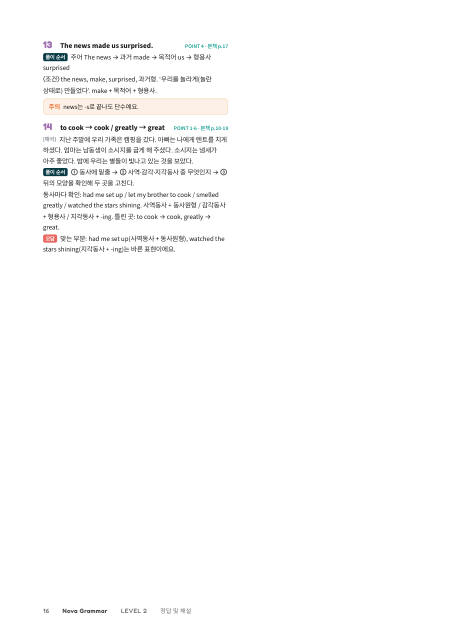 13 The news made us surprised. POINT 4 · 본책 p.17
풀이 순서 주어 The news → 과거 made → 목적어 us → 형용사
surprised
(조건) the news, make, surprised, 과거형. ‘우리를 놀라게(놀란
상태로) 만들었다’. make + 목적어 + 형용사.
주의 news는 -s로 끝나도 단수예요.
14 to cook → cook / greatly → great POINT 1-6 · 본책 p.10-19
[해석] 지난 주말에 우리 가족은 캠핑을 갔다. 아빠는 나에게 텐트를 치게
하셨다. 엄마는 남동생이 소시지를 굽게 해 주셨다. 소시지는 냄새가
아주 좋았다. 밤에 우리는 별들이 빛나고 있는 것을 보았다.
풀이 순서 ① 동사에 밑줄 → ② 사역·감각·지각동사 중 무엇인지 → ③
뒤의 모양을 확인해 두 곳을 고친다.
동사마다 확인: had me set up / let my brother to cook / smelled
greatly / watched the stars shining. 사역동사 + 동사원형 / 감각동사
+ 형용사 / 지각동사 + -ing. 틀린 곳: to cook → cook, greatly →
great.
오답 맞는 부분: had me set up(사역동사 + 동사원형), watched the
stars shining(지각동사 + -ing)는 바른 표현이에요.
16 Nova Grammar LEVEL 2 정답 및 해설